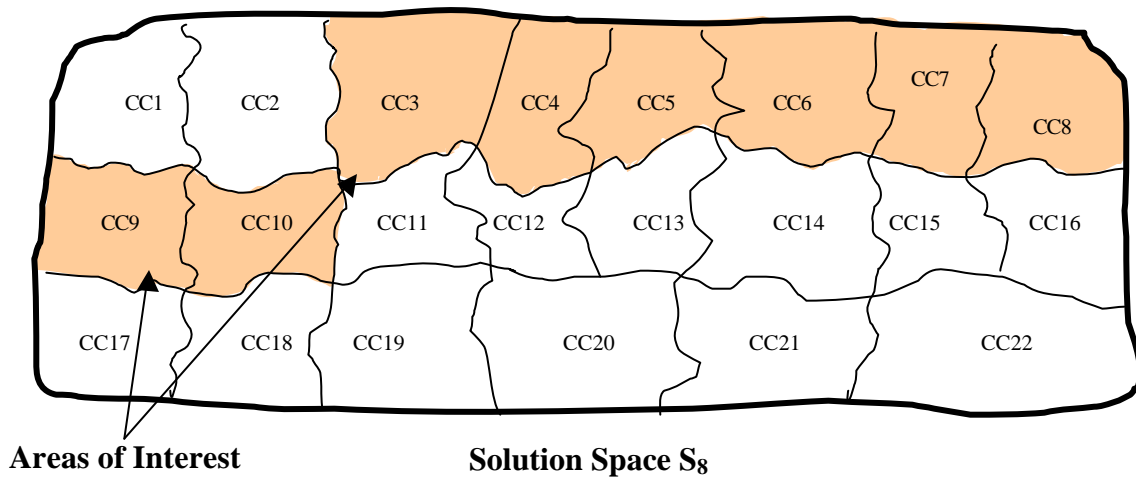 CC1 CC2 CC3 CC4 CC5 CC6 CC7 CC8
CC9 CC10 CC11 CC12 CC13 CC14 CC15 CC16
CC17 CC18 CC19 CC20 CC21 CC22
Areas of Interest Solution Space S₈